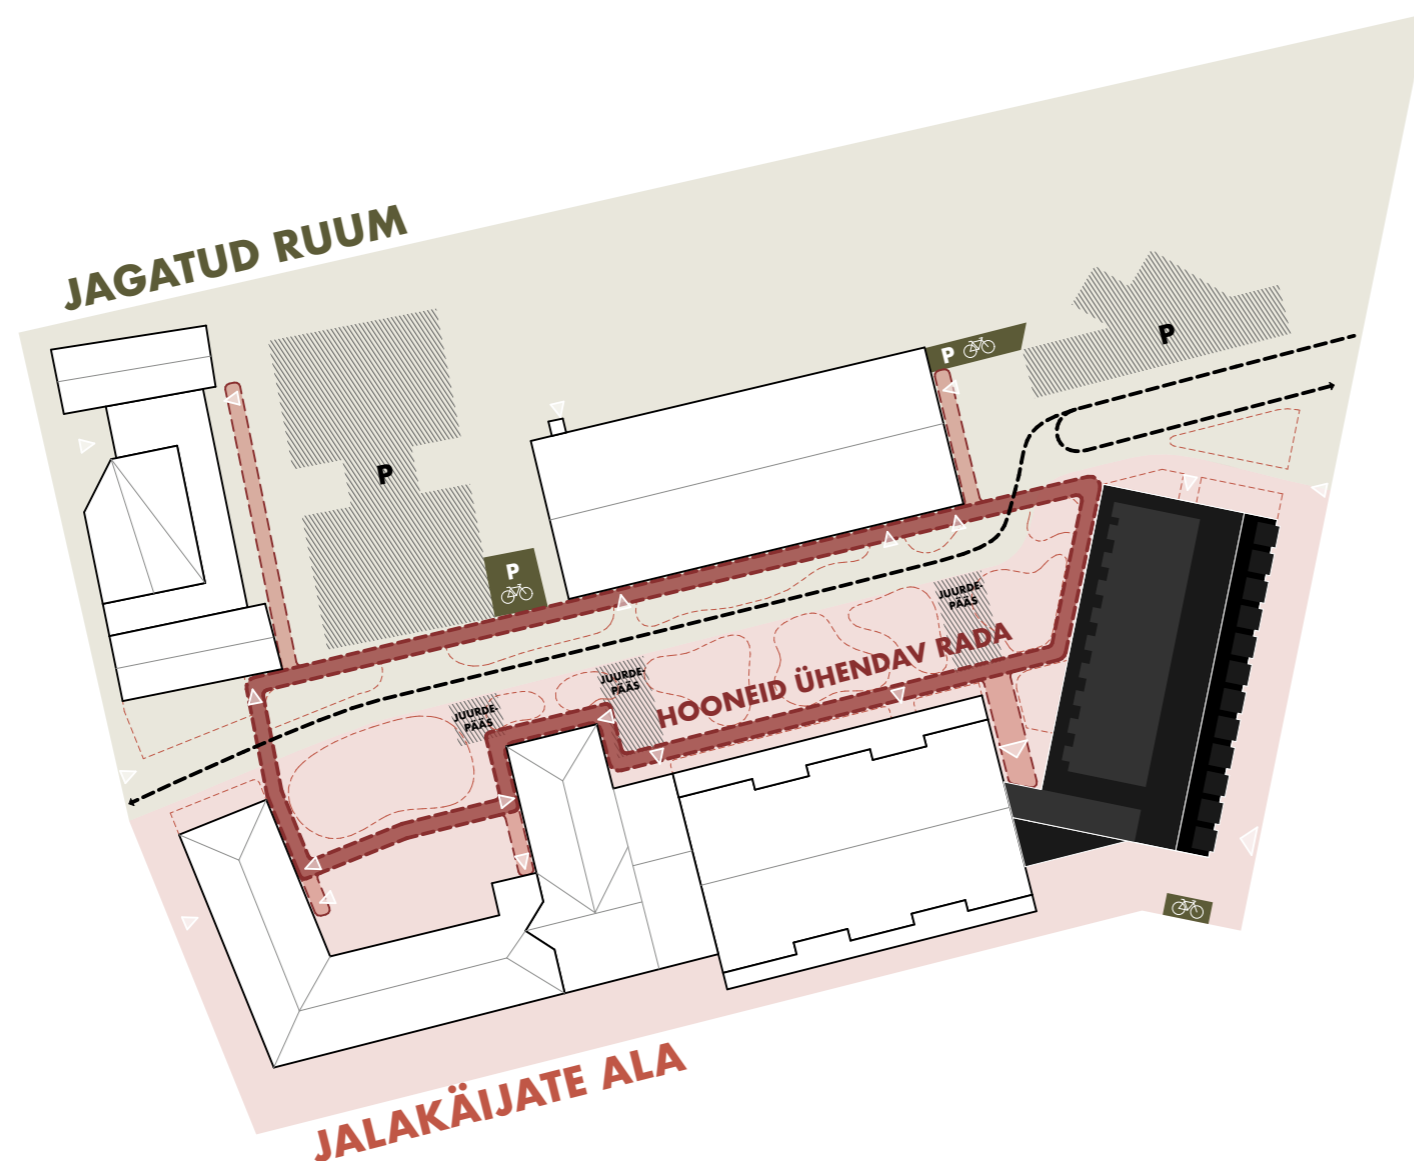 JAGATUD RUUM
P
P
P
P
JUURDE-
PÄÄS
JUURDE-
PÄÄS
JUURDE-
PÄÄS
HOONEID ÜHENDAV RADA
JALAKÄIJATE ALA